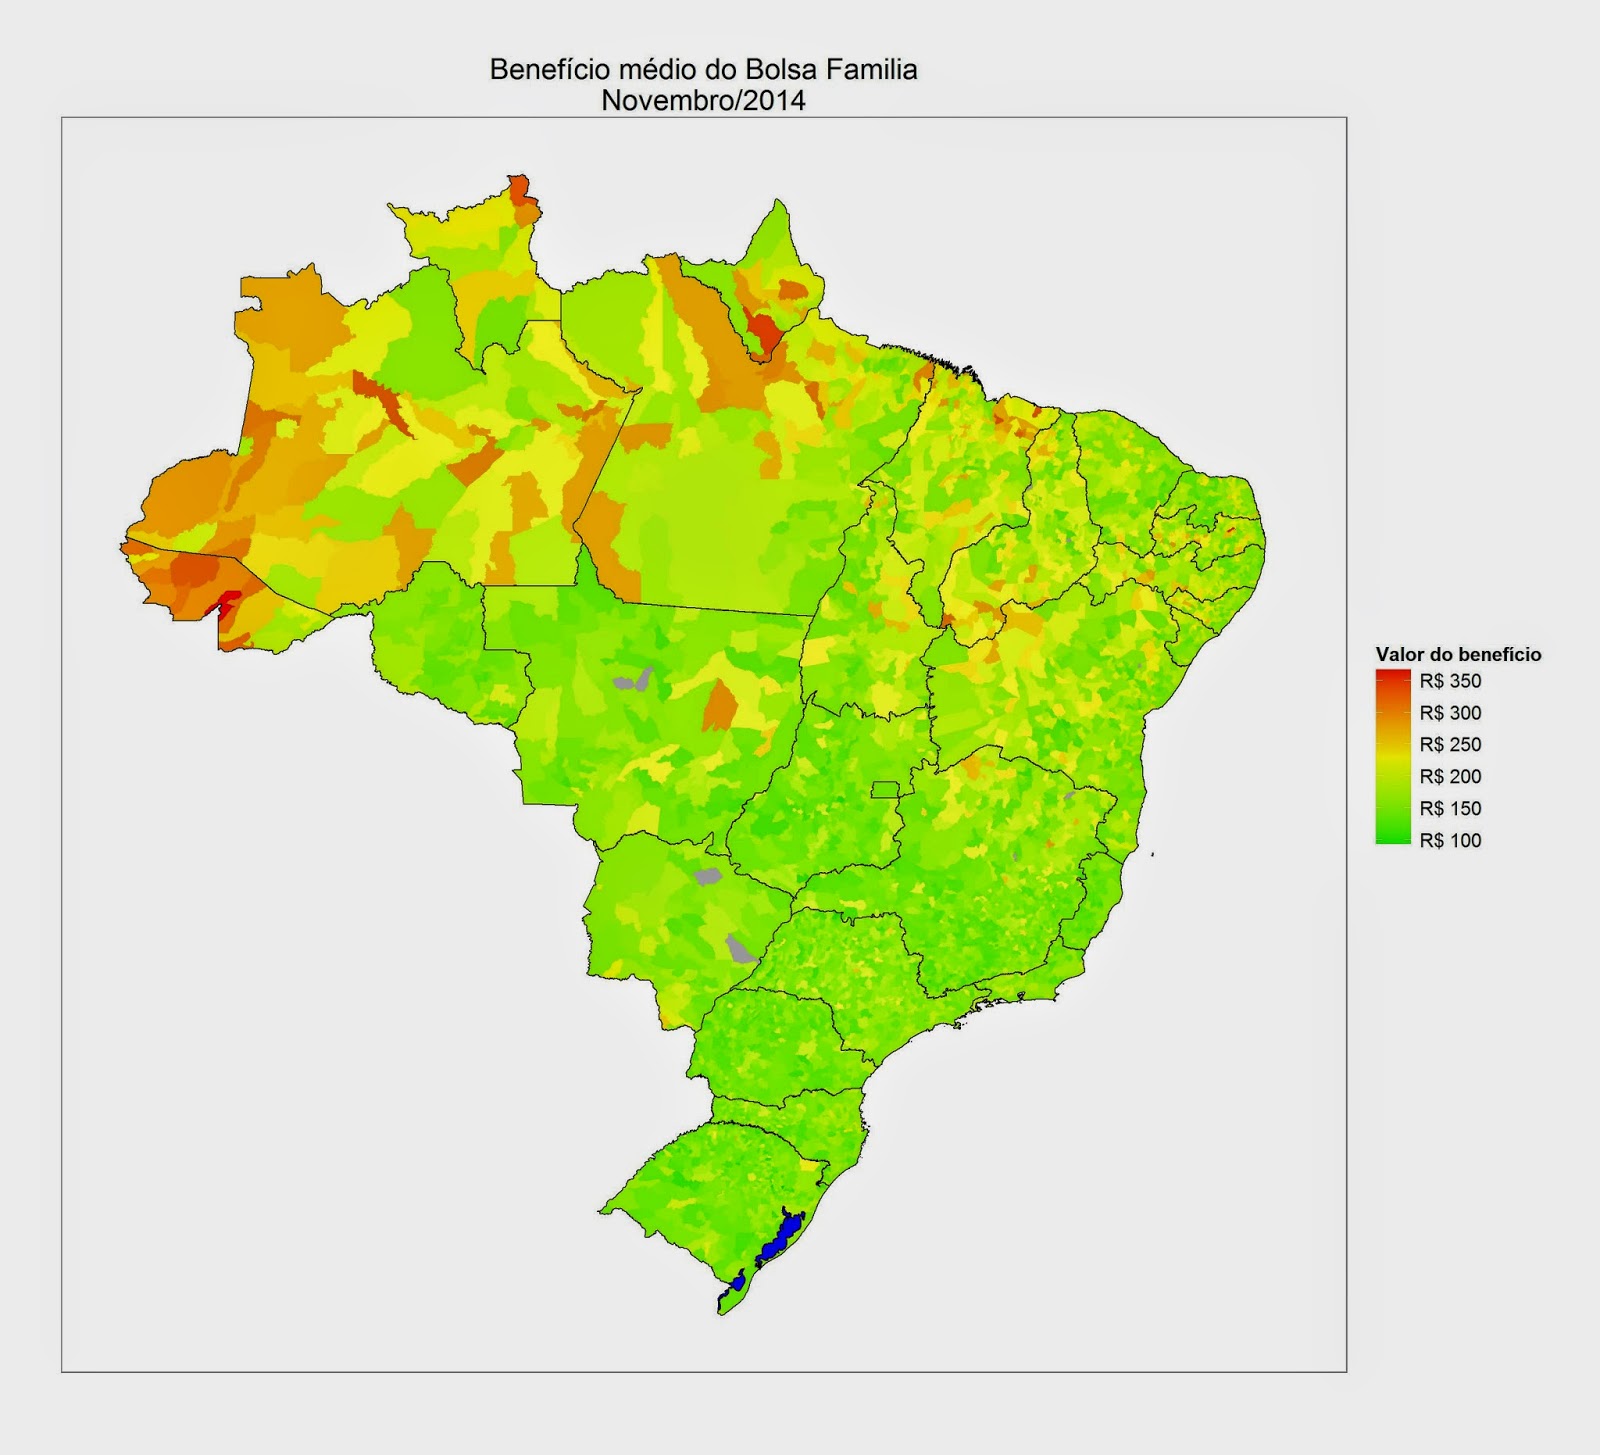 Benefício médio do Bolsa Familia
Novembro/2014
Valor do benefício
R$ 350
R$ 300
R$ 250
R$ 200
R$ 150
R$ 100